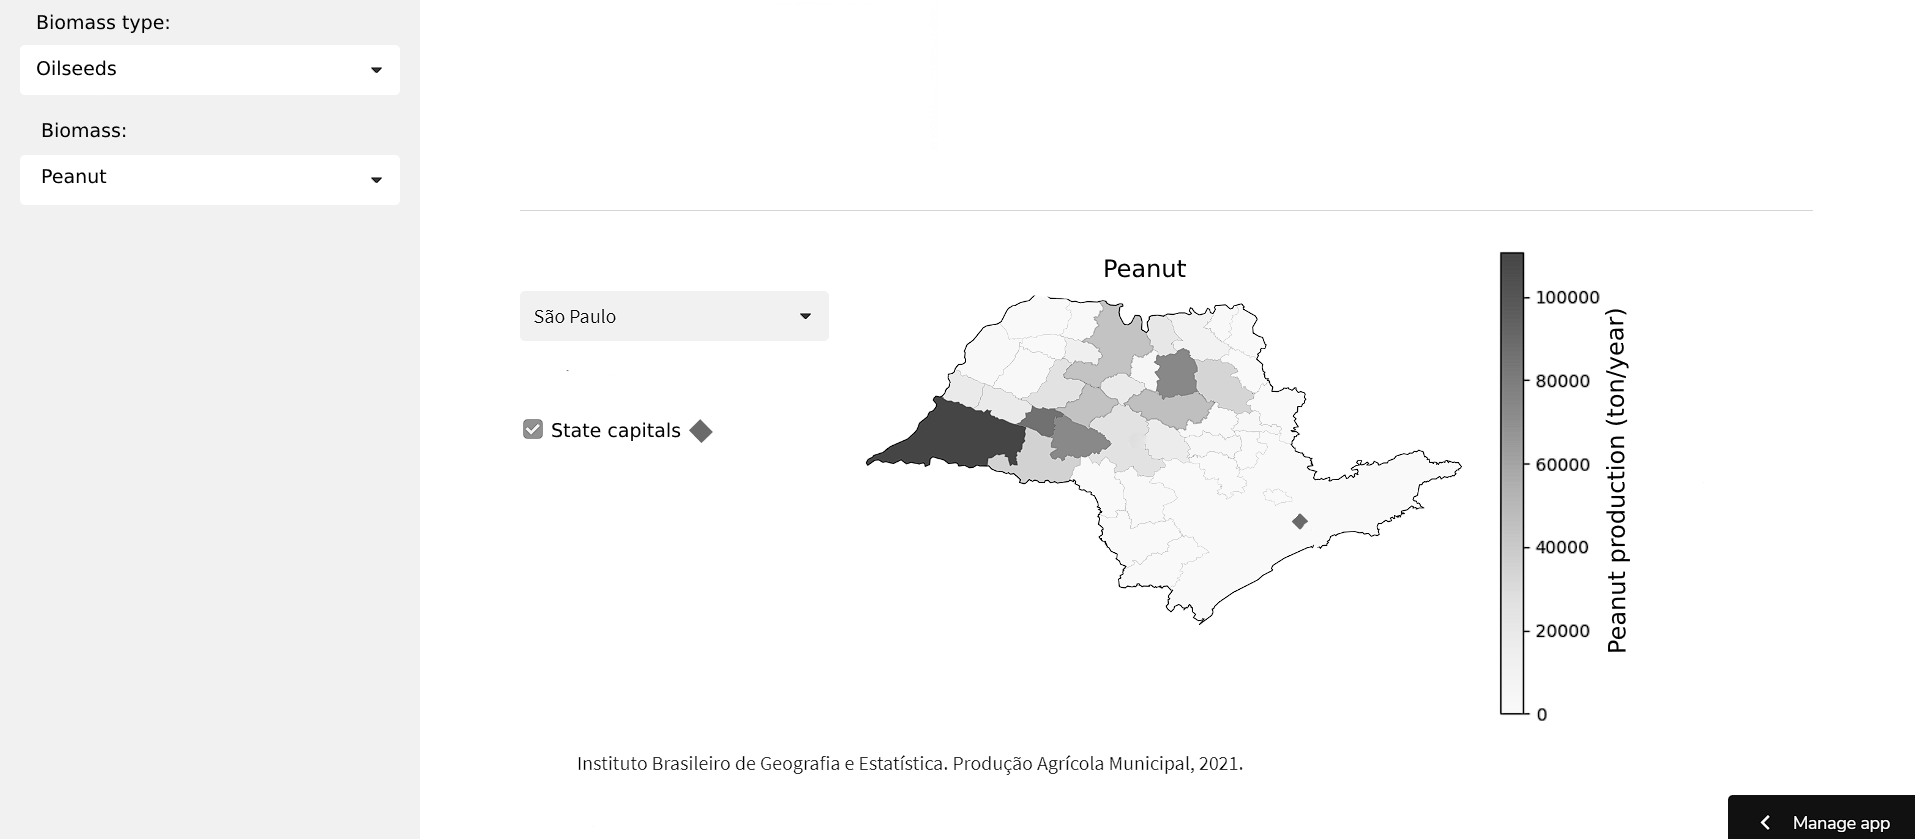 Biomass type:
Oilseeds
Biomass:
Peanut
Peanut
São Paulo
State capitals
100000
80000
60000
40000
20000
0
Peanut production (ton/year)
Instituto Brasileiro de Geografia e Estatística. Produção Agrícola Municipal, 2021.
Manage app